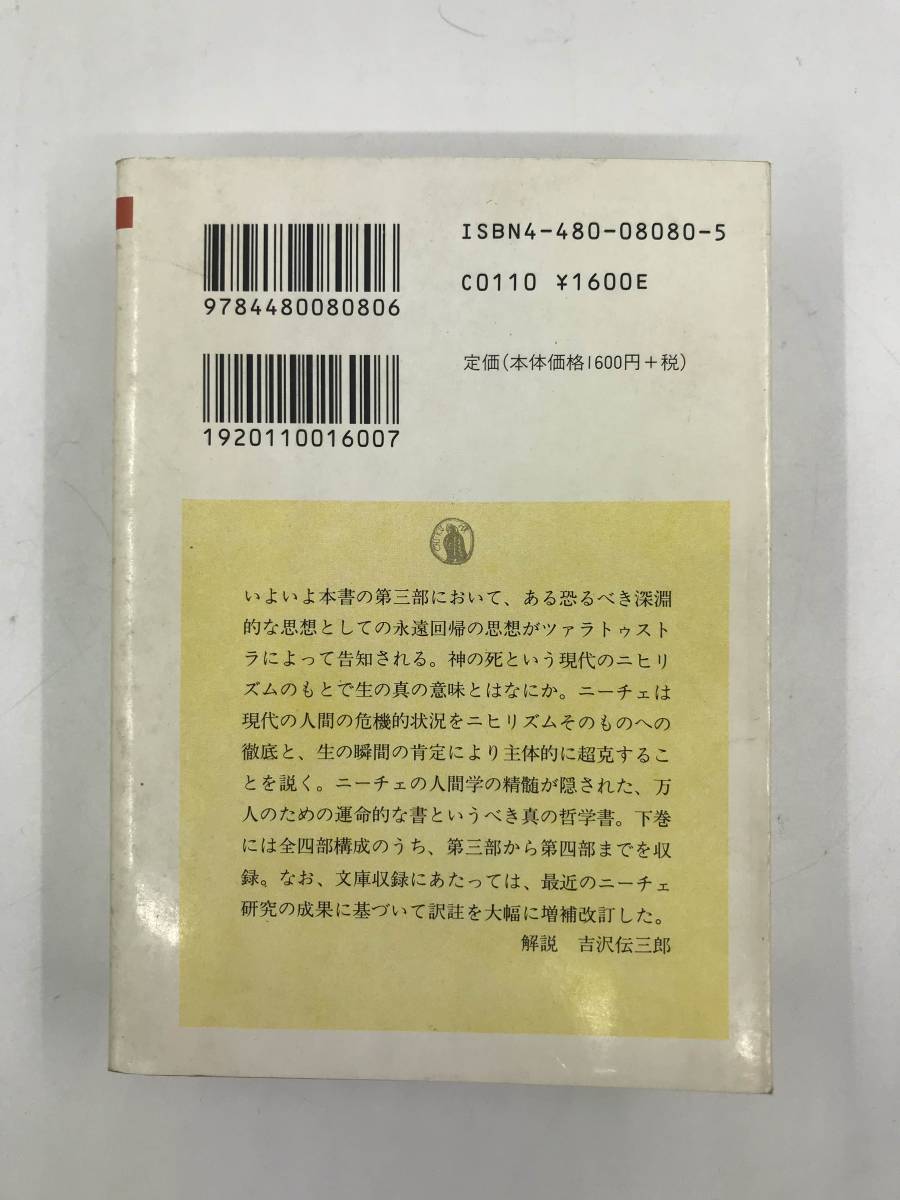 ISBN4-480-08080-5
C0110 ¥1600E
9784480080806
定価(本体価格1600円+税)
1920110016007
いよいよ本書の第三部において、ある恐るべき深淵
的な思想としての永遠回帰の思想がツァラトゥスト
ラによって告知される。神の死という現代のニヒリ
ズムのもとで生の真の意味とはなにか。ニーチェは
現代の人間の危機的状況をニヒリズムそのものへの
徹底と、生の瞬間の肯定により主体的に超克するこ
とを説く。ニーチェの人間学の精髄が隠された、万
人のための運命的な書というべき真の哲学書。下巻
には全四部構成のうち、第三部から第四部までを収
録。なお、文庫収録にあたっては、最近のニーチェ
研究の成果に基づいて訳註を大幅に増補改訂した。
解説 吉沢伝三郎